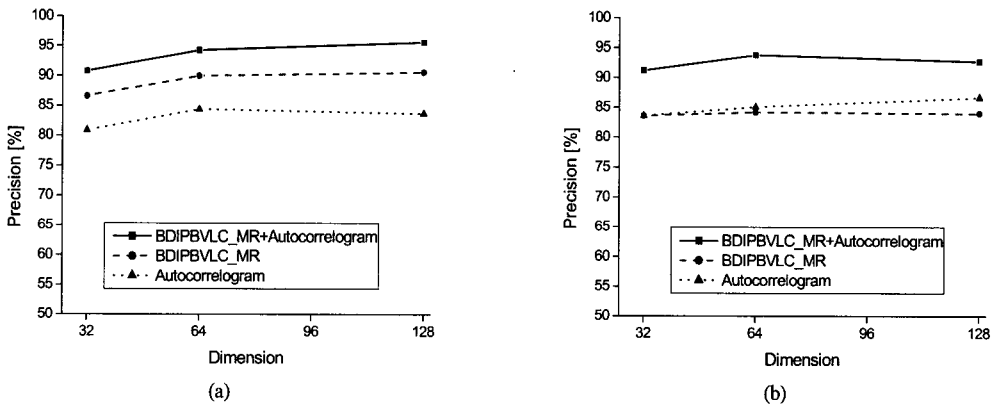 100
95
90
85
80
75
70
65
60
55
50
Precision [%]
BDIPBVLC_MR+Autocorrelogram
BDIPBVLC_MR
Autocorrelogram
32
64
96
128
Dimension
(a)
100
95
90
85
80
75
70
65
60
55
50
Precision [%]
BDIPBVLC_MR+Autocorrelogram
BDIPBVLC_MR
Autocorrelogram
32
64
96
128
Dimension
(b)